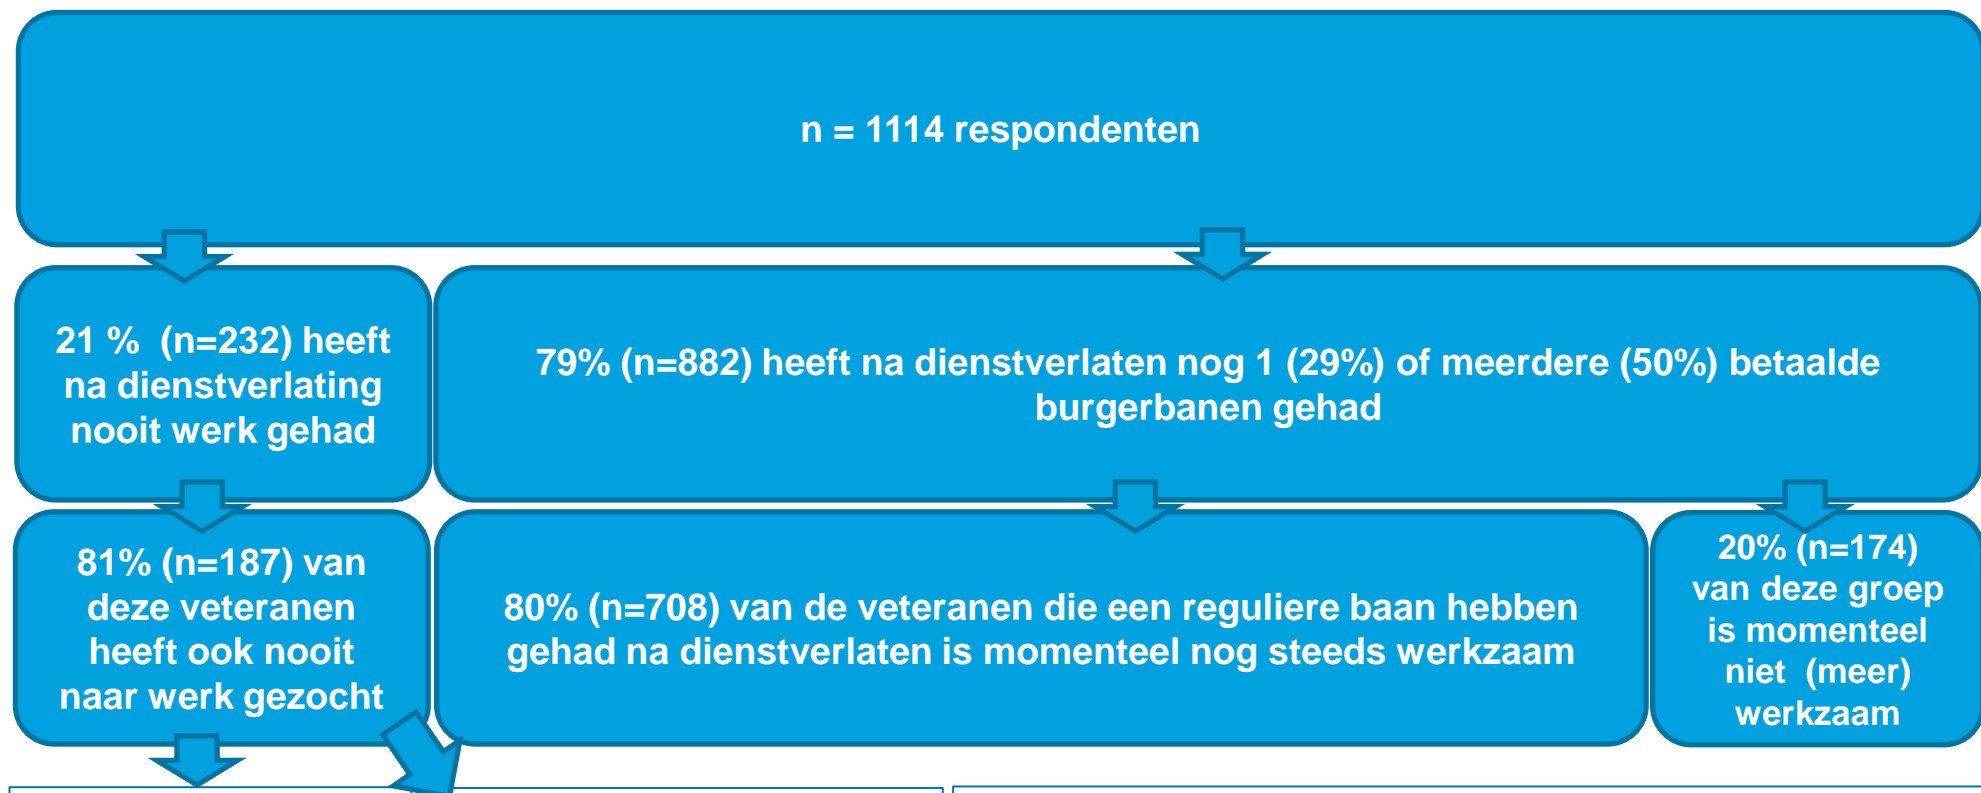 n = 1114 respondenten
21 % (n=232) heeft
na dienstverlating
nooit werk gehad
79% (n=882) heeft na dienstverlaten nog 1 (29%) of meerdere (50%) betaalde
burgerbanen gehad
81% (n=187) van
deze veteranen
heeft ook nooit
naar werk gezocht
80% (n=708) van de veteranen die een reguliere baan hebben
gehad na dienstverlaten is momenteel nog steeds werkzaam
20% (n=174)
van deze groep
is momenteel
niet (meer)
werkzaam